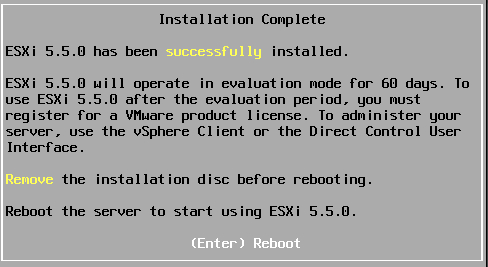 Installation Complete
ESXi 5.5.0 has been successfully installed.
ESXi 5.5.0 will operate in evaluation mode for 60 days. To
use ESXi 5.5.0 after the evaluation period, you must
register for a VMware product license. To administer your
server, use the vSphere Client or the Direct Control User
Interface.
Remove the installation disc before rebooting.
Reboot the server to start using ESXi 5.5.0.
(Enter) Reboot